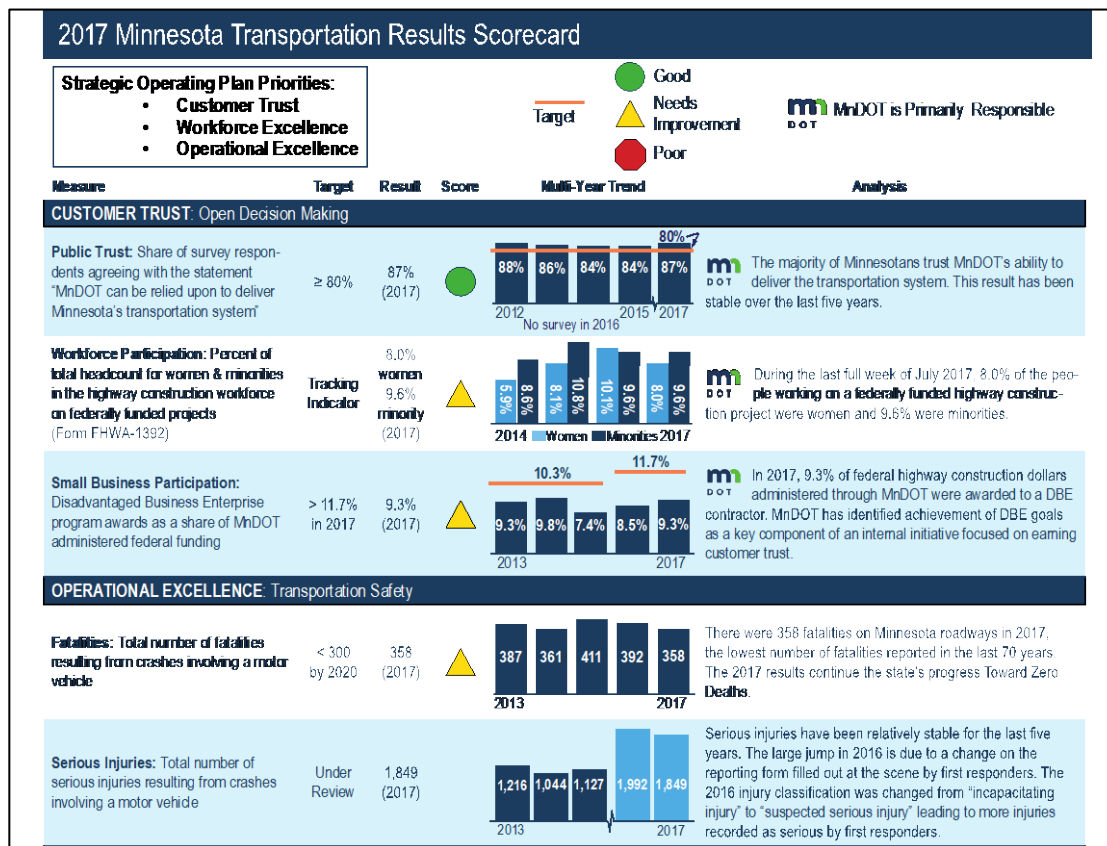 2017 Minnesota Transportation Results Scorecard
Strategic Operating Plan Priorities:
• Customer Trust
• Workforce Excellence
• Operational Excellence
Target
Good
Needs
Improvement
Poor
mn
DOT
MnDOT is Primarily Responsible
Measure Target Result Score Multi-Year Trend Analysis
CUSTOMER TRUST: Open Decision Making
Public Trust: Share of survey respon-
dents agreeing with the statement
“MnDOT can be relied upon to deliver
Minnesota's transportation system”
≥ 80%
87%
(2017)
80%
88% 86% 84% 84% 87%
2012 2015 2017
No survey in 2016
mn
DOT
The majority of Minnesotans trust MnDOT's ability to
deliver the transportation system. This result has been
stable over the last five years.
Workforce Participation: Percent of
total headcount for women & minorities
in the highway construction workforce
on federally funded projects
(Form FHWA-1392)
Tracking
Indicator
8.0%
women
9.6%
minority
(2017)
5.9% 8.6% 8.1% 10.8% 10.1% 9.6% 8.0% 9.6%
2014 Women Minorities 2017
mn
DOT
During the last full week of July 2017, 8.0% of the peo-
ple working on a federally funded highway construc-
tion project were women and 9.6% were minorities.
Small Business Participation:
Disadvantaged Business Enterprise
program awards as a share of MnDOT
administered federal funding
> 11.7%
in 2017
9.3%
(2017)
10.3% 11.7%
9.3% 9.8% 7.4% 8.5% 9.3%
2013 2017
mn
DOT
In 2017, 9.3% of federal highway construction dollars
administered through MnDOT were awarded to a DBE
contractor. MnDOT has identified achievement of DBE goals
as a key component of an internal initiative focused on earning
customer trust.
OPERATIONAL EXCELLENCE: Transportation Safety
Fatalities: Total number of fatalities
resulting from crashes involving a motor
vehicle
< 300
by 2020
358
(2017)
387 361 411 392 358
2013 2017
There were 358 fatalities on Minnesota roadways in 2017,
the lowest number of fatalities reported in the last 70 years.
The 2017 results continue the state's progress Toward Zero
Deaths.
Serious Injuries: Total number of
serious injuries resulting from crashes
involving a motor vehicle
Under
Review
1,849
(2017)
1,216 1,044 1,127 1,992 1,849
2013 2017
Serious injuries have been relatively stable for the last five
years. The large jump in 2016 is due to a change on the
reporting form filled out at the scene by first responders. The
2016 injury classification was changed from “incapacitating
injury” to “suspected serious injury” leading to more injuries
recorded as serious by first responders.